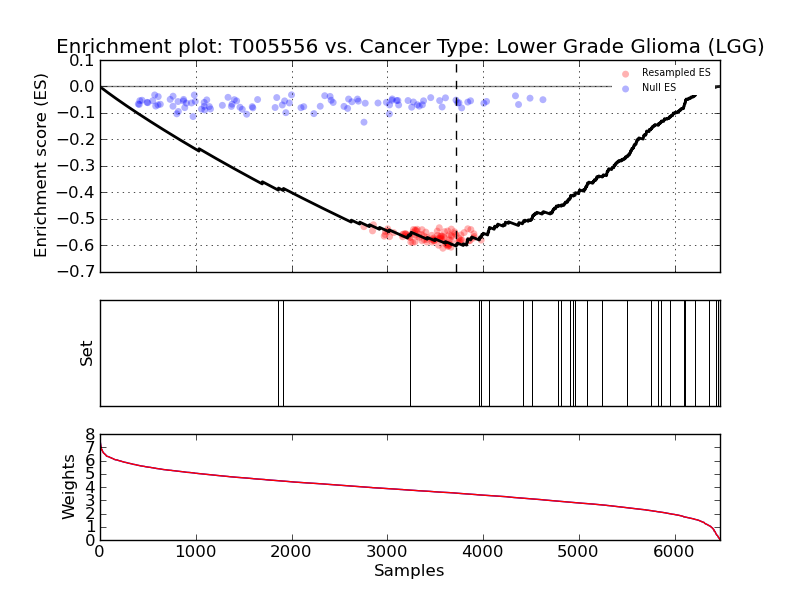 Enrichment plot: T005556 vs. Cancer Type: Lower Grade Glioma (LGG)
Enrichment score (ES)
0.1
0.0
−0.1
−0.2
−0.3
−0.4
−0.5
−0.6
−0.7
Resampled ES
Null ES
Set
Weights
8
7
6
5
4
3
2
1
0
0 1000 2000 3000 4000 5000 6000
Samples